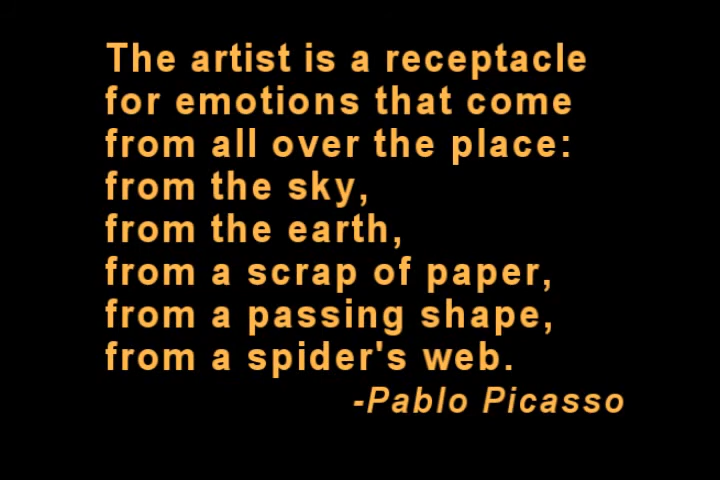 The artist is a receptacle
for emotions that come
from all over the place:
from the sky,
from the earth,
from a scrap of paper,
from a passing shape,
from a spider's web.
-Pablo Picasso